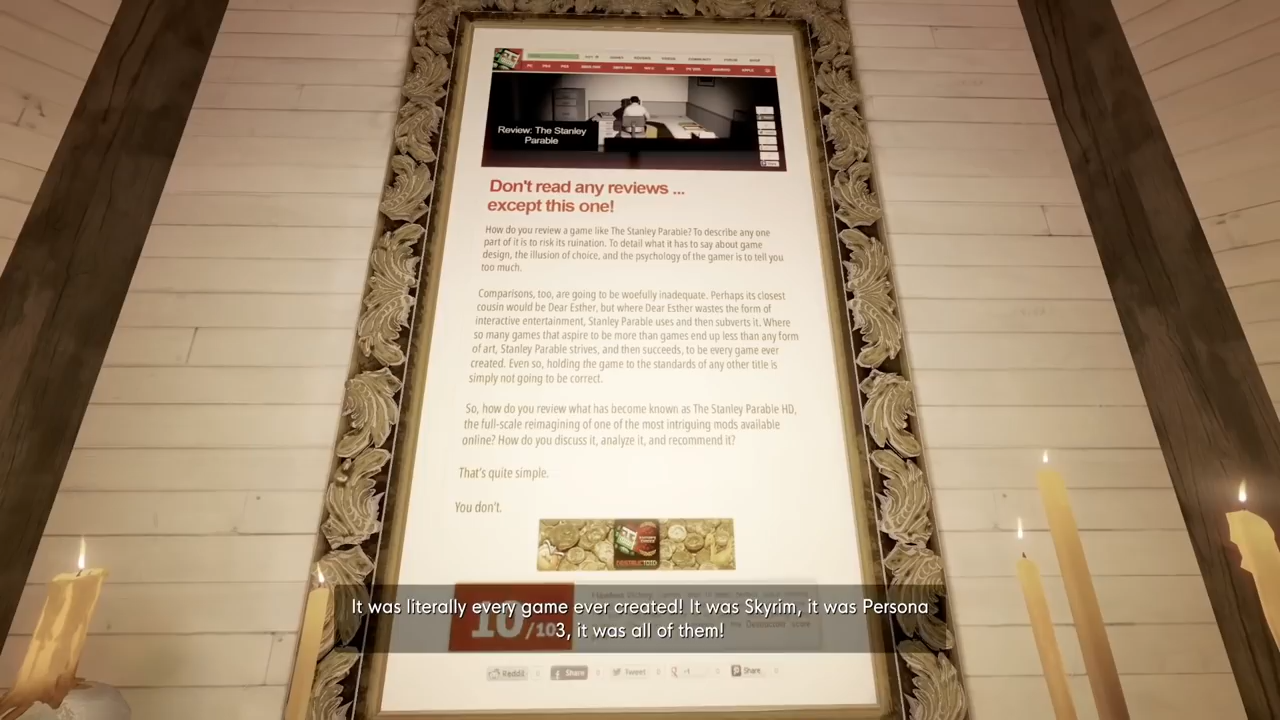 Review: The Stanley
Parable
Don't read any reviews ...
except this one!
How do you review a game like The Stanley Parable? To describe any one
part of it is to risk its ruination. To detail what it has to say about game
design, the illusion of choice, and the psychology of the gamer is to tell you
too much.
Comparisons, too, are going to be woefully inadequate. Perhaps its closest
cousin would be Dear Esther, but where Dear Esther wastes the form of
interactive entertainment, Stanley Parable uses and then subverts it. Where
so many games that aspire to be more than games end up less than any form
of art, Stanley Parable strives, and then succeeds, to be every game ever
created. Even so, holding the game to the standards of any other title is
simply not going to be correct.
So, how do you review what has become known as The Stanley Parable HD,
the full-scale reimagining of one of the most intriguing mods available
online? How do you discuss it, analyze it, and recommend it?
That's quite simple.
You don't.
DESTRUCTOID
10/10
It was literally every game ever created! It was Skyrim, it was Persona
3, it was all of them!
Reddit Share Tweet Share